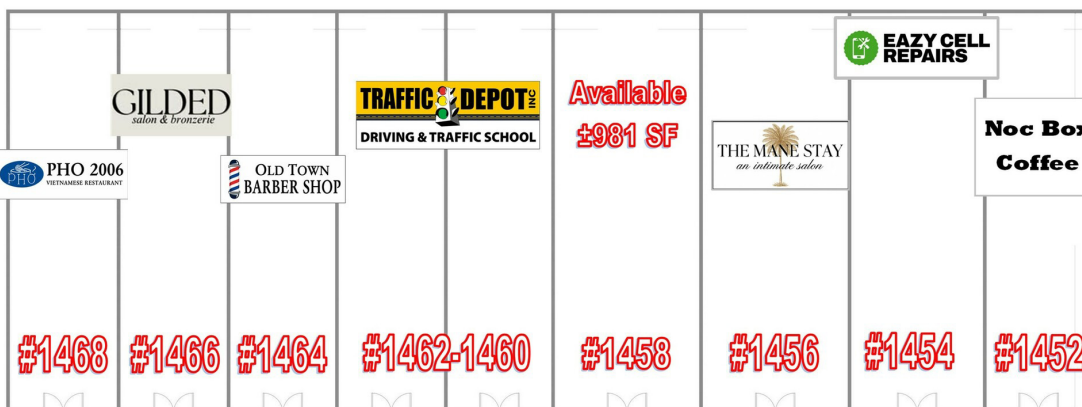 EAZY CELL
REPAIRS
GILDED
salon & bronzerie
TRAFFIC DEPOT INC
DRIVING & TRAFFIC SCHOOL
Available
±981 SF
Noc Bor
Coffee
THE MANE STAY
an intimate salon
PHO
PHO 2006
VIETNAMESE RESTAURANT
OLD TOWN
BARBER SHOP
#1468 #1466 #1464 #1462-1460 #1458 #1456 #1454 #1452